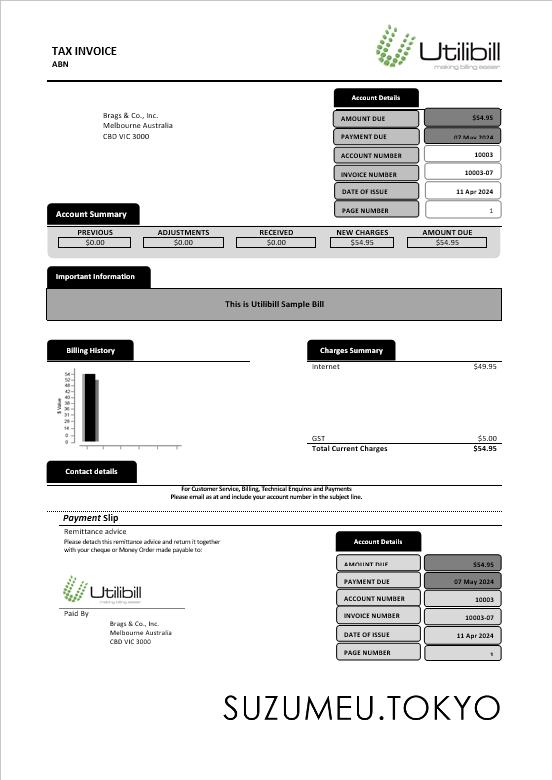 TAX INVOICE
ABN
Utilibill
making billing easier
Account Details
Brags & Co., Inc.
Melbourne Australia
CBD VIC 3000
AMOUNT DUE $54.95
PAYMENT DUE 07 May 2024
ACCOUNT NUMBER 10003
INVOICE NUMBER 10003-07
DATE OF ISSUE 11 Apr 2024
PAGE NUMBER 1
Account Summary
PREVIOUS ADJUSTMENTS RECEIVED NEW CHARGES AMOUNT DUE
$0.00 $0.00 $0.00 $54.95 $54.95
Important Information
This is Utilibill Sample Bill
Billing History
$ Value
54
52
48
40
38
36
31
29
14
0
0
Charges Summary
Internet $49.95
GST $5.00
Total Current Charges $54.95
Contact details
For Customer Service, Billing, Technical Enquires and Payments
Please email as at and include your account number in the subject line.
Payment Slip
Remittance advice
Please detach this remittance advice and return it together
with your cheque or Money Order made payable to:
Utilibill
making billing easier
Paid By
Brags & Co., Inc.
Melbourne Australia
CBD VIC 3000
Account Details
AMOUNT DUE $54.95
PAYMENT DUE 07 May 2024
ACCOUNT NUMBER 10003
INVOICE NUMBER 10003-07
DATE OF ISSUE 11 Apr 2024
PAGE NUMBER 1
SUZUMEU.TOKYO